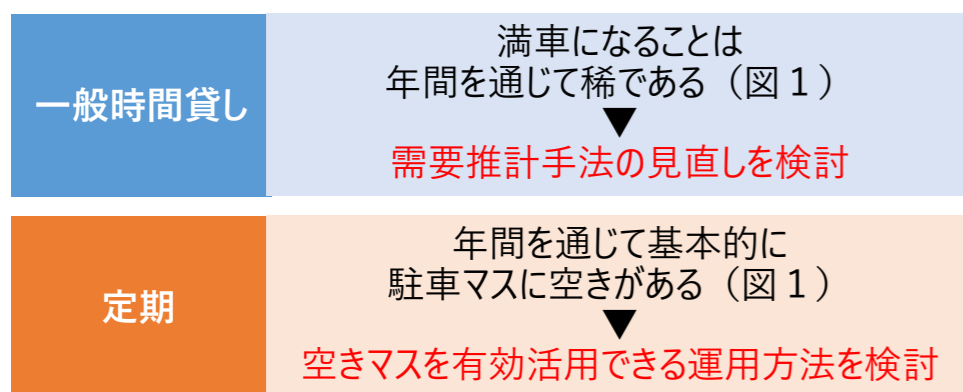 一般時間貸し
満車になることは
年間を通じて稀である（図１）
▼
需要推計手法の見直しを検討
定期
年間を通じて基本的に
駐車マスに空きがある（図１）
▼
空きマスを有効活用できる運用方法を検討